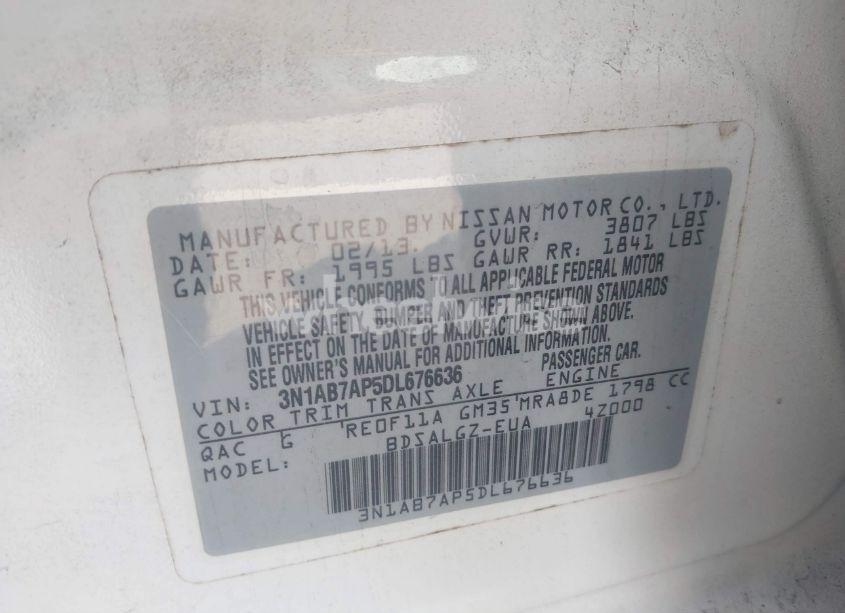 MANUFACTURED BY NISSAN MOTOR CO., LTD.
DATE: 02/13. GVWR: 3807 LBS
GAWR FR: 1995 LBS GAWR RR: 1841 LBS
THIS VEHICLE CONFORMS TO ALL APPLICABLE FEDERAL MOTOR
VEHICLE SAFETY, BUMPER AND THEFT PREVENTION STANDARDS
IN EFFECT ON THE DATE OF MANUFACTURE SHOWN ABOVE.
SEE OWNER'S MANUAL FOR ADDITIONAL INFORMATION.
VIN: 3N1AB7AP5DL676636 PASSENGER CAR.
COLOR TRIM TRANS AXLE ENGINE
QAC G RE0F11A GM35 MRA8DE 1798 CC
MODEL: BDSALGZ-EUA 4Z000
3N1AB7AP5DL676636